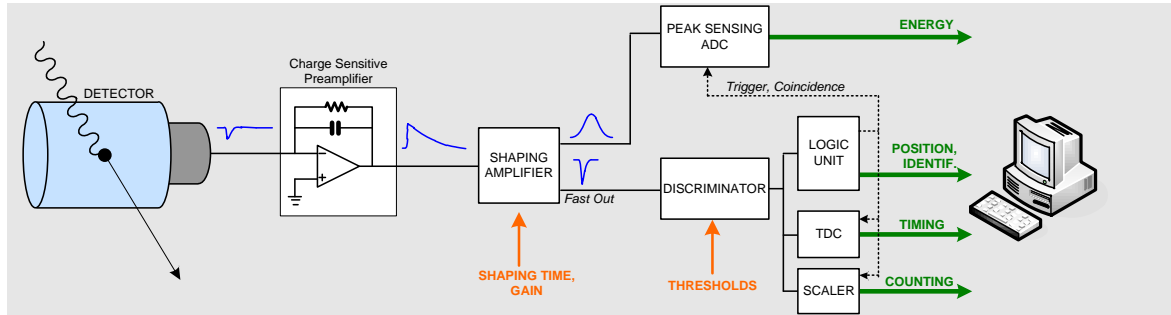 DETECTOR
Charge Sensitive
Preamplifier
SHAPING
AMPLIFIER
Fast Out
SHAPING TIME,
GAIN
PEAK SENSING
ADC
ENERGY
Trigger, Coincidence
DISCRIMINATOR
THRESHOLDS
LOGIC
UNIT
POSITION,
IDENTIF.
TDC
TIMING
SCALER
COUNTING